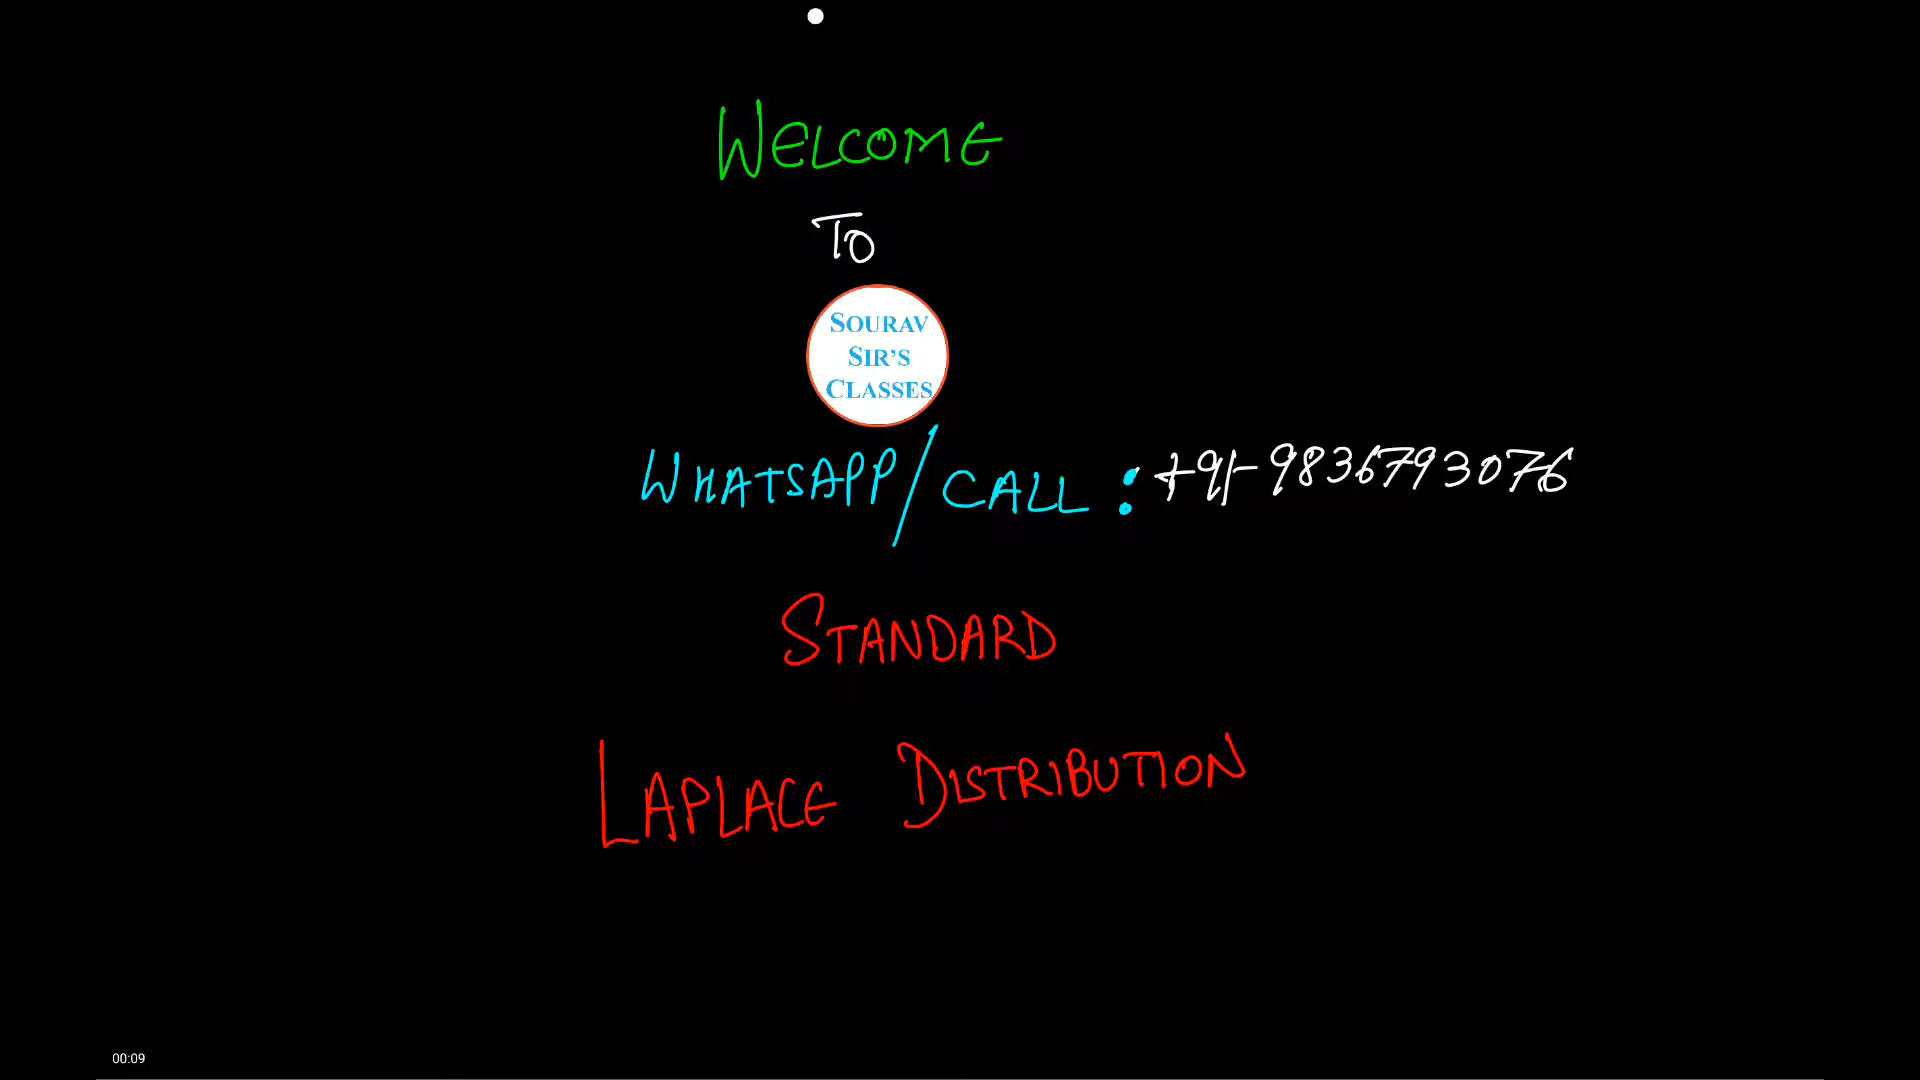 WELCOME
TO
SOURAV
SIR'S
CLASSES
WHATSAPP/CALL : +91-9836793076
STANDARD
LAPLACE DISTRIBUTION
00:09